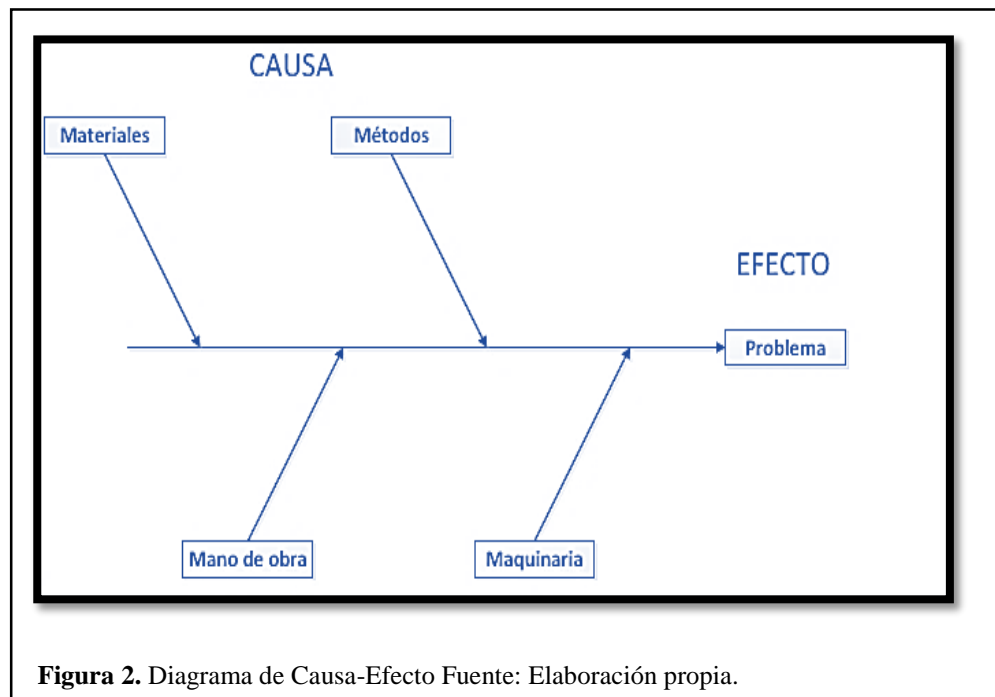 CAUSA
Materiales
Métodos
EFECTO
Problema
Mano de obra
Maquinaria
Figura 2. Diagrama de Causa-Efecto Fuente: Elaboración propia.